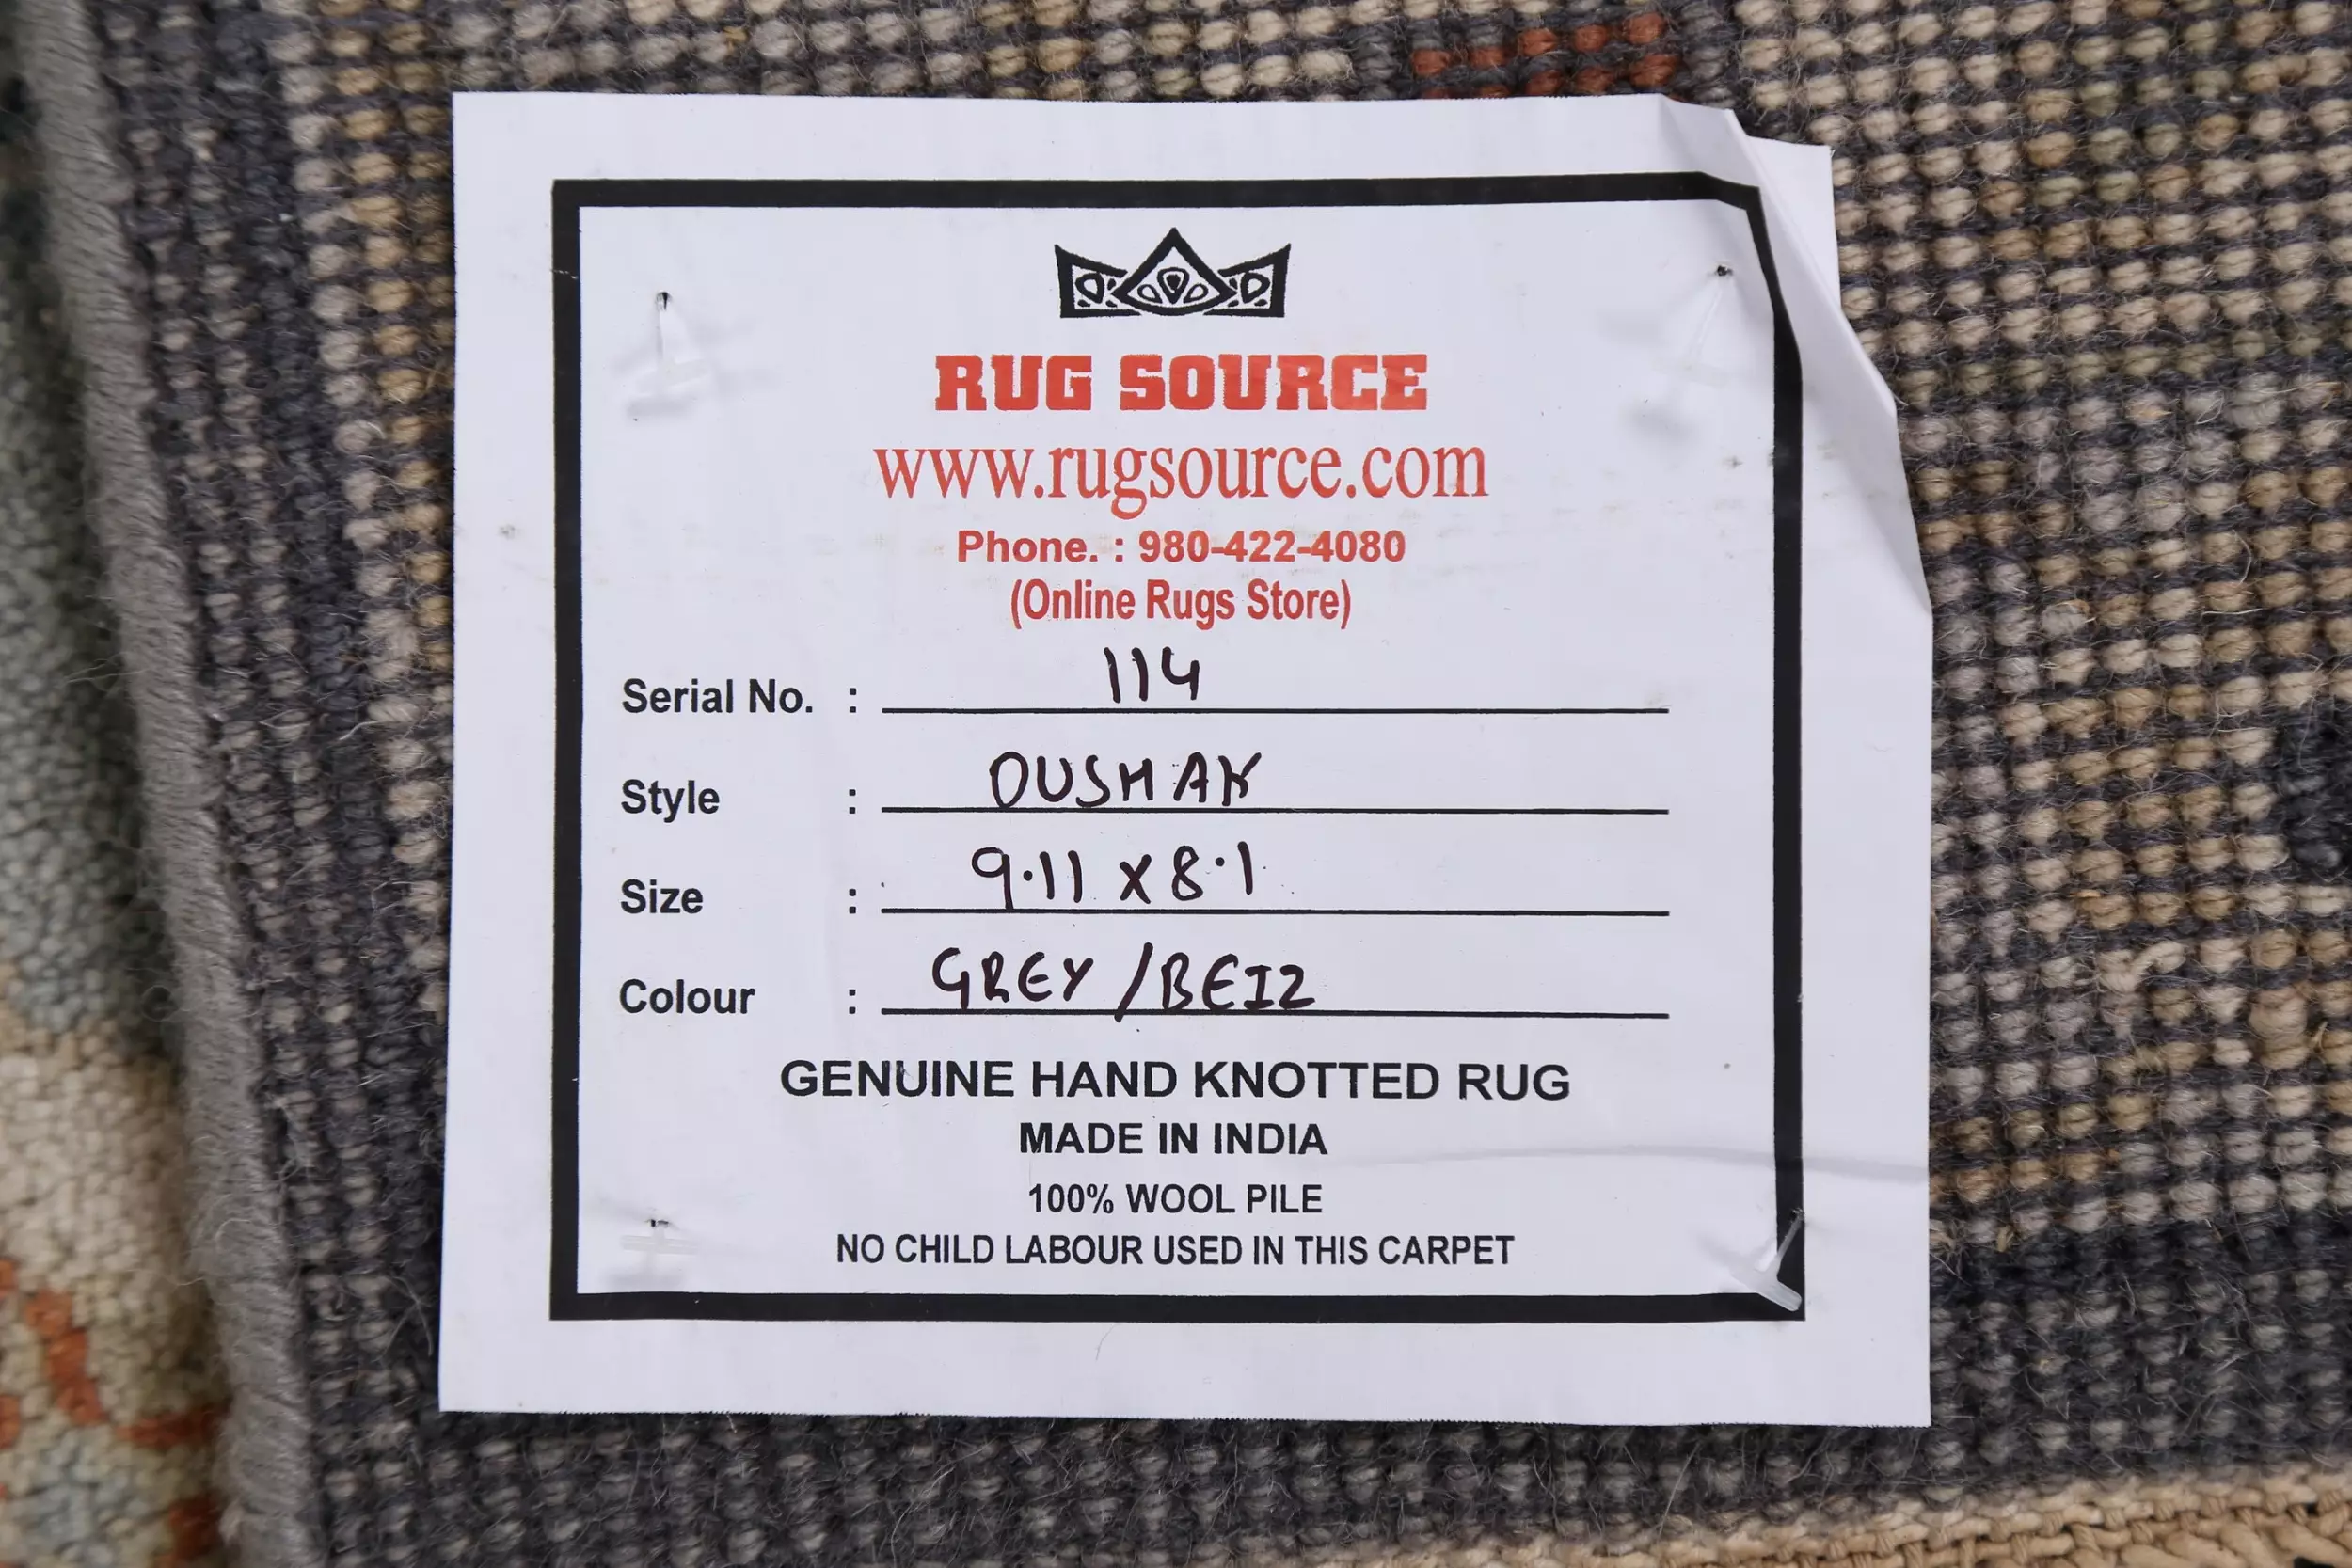 RUG SOURCE
www.rugsource.com
Phone. : 980-422-4080
(Online Rugs Store)
Serial No. : 114
Style : OUSHAK
Size : 9.11 x 8.1
Colour : GREY/BEIZ
GENUINE HAND KNOTTED RUG
MADE IN INDIA
100% WOOL PILE
NO CHILD LABOUR USED IN THIS CARPET